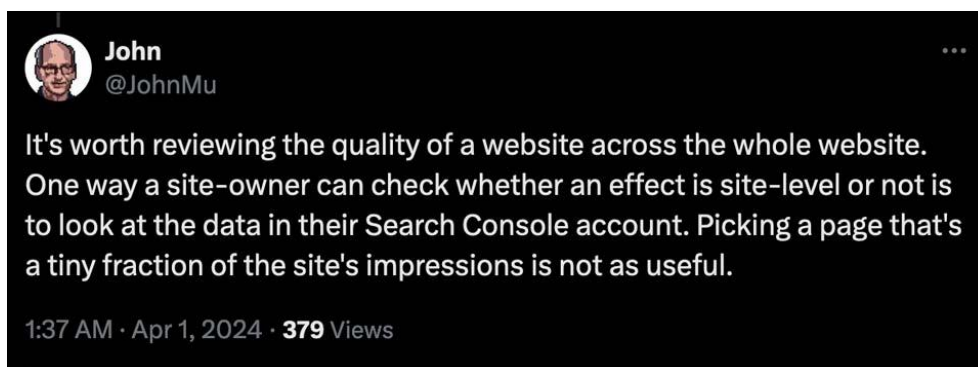 John
@JohnMu
It's worth reviewing the quality of a website across the whole website.
One way a site-owner can check whether an effect is site-level or not is
to look at the data in their Search Console account. Picking a page that's
a tiny fraction of the site's impressions is not as useful.
1:37 AM · Apr 1, 2024 · 379 Views